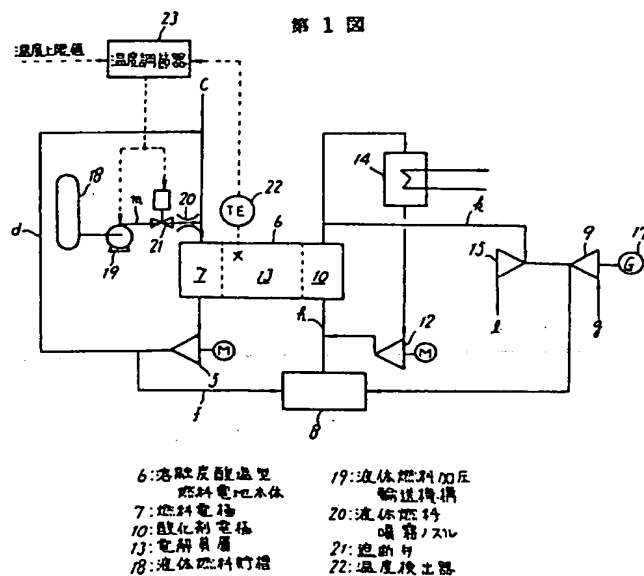 第 1 図
23
温度上限値
温度調節器
C
14
18
m
20
22
TE
k
d
21
6
15
9
17
G
19
7
13
10
h
12
l
g
5
M
M
f
8
6:溶融炭酸塩型
燃料電池本体
7:燃料電極
10:酸化剤電極
13:電解質層
18:液体燃料貯槽
19:液体燃料加圧
輸送機構
20:液体燃料
噴霧ノズル
21:遮断弁
22:温度検出器